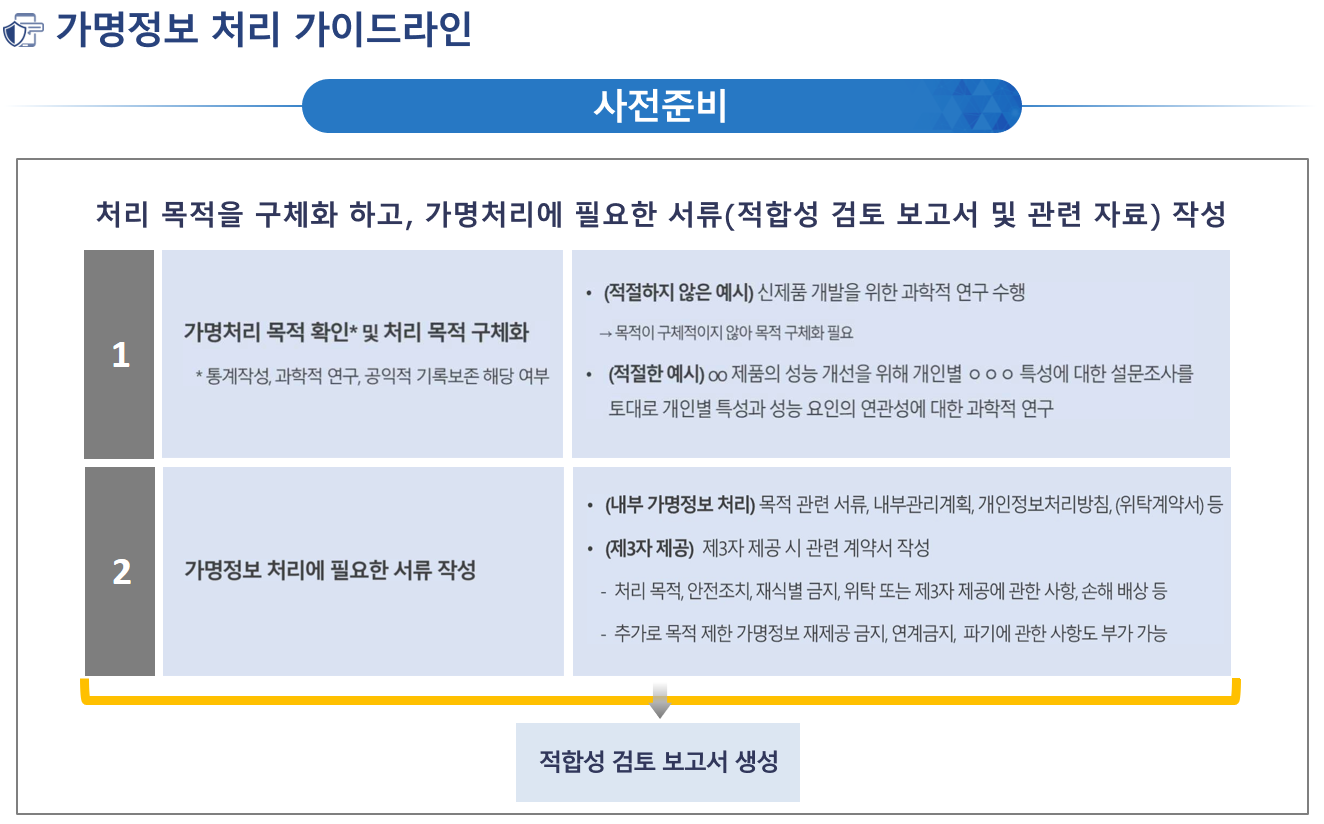 가명정보 처리 가이드라인
사전준비
처리 목적을 구체화 하고, 가명처리에 필요한 서류(적합성 검토 보고서 및 관련 자료) 작성
1
가명처리 목적 확인* 및 처리 목적 구체화
* 통계작성, 과학적 연구, 공익적 기록보존 해당 여부
• (적절하지 않은 예시) 신제품 개발을 위한 과학적 연구 수행
→ 목적이 구체적이지 않아 목적 구체화 필요
• (적절한 예시) ㅇㅇ 제품의 성능 개선을 위해 개인별 ㅇㅇㅇ 특성에 대한 설문조사를
토대로 개인별 특성과 성능 요인의 연관성에 대한 과학적 연구
2
가명정보 처리에 필요한 서류 작성
• (내부 가명정보 처리) 목적 관련 서류, 내부관리계획, 개인정보처리방침, (위탁계약서) 등
• (제3자 제공) 제3자 제공 시 관련 계약서 작성
- 처리 목적, 안전조치, 재식별 금지, 위탁 또는 제3자 제공에 관한 사항, 손해 배상 등
- 추가로 목적 제한 가명정보 재제공 금지, 연계금지, 파기에 관한 사항도 부가 가능
적합성 검토 보고서 생성